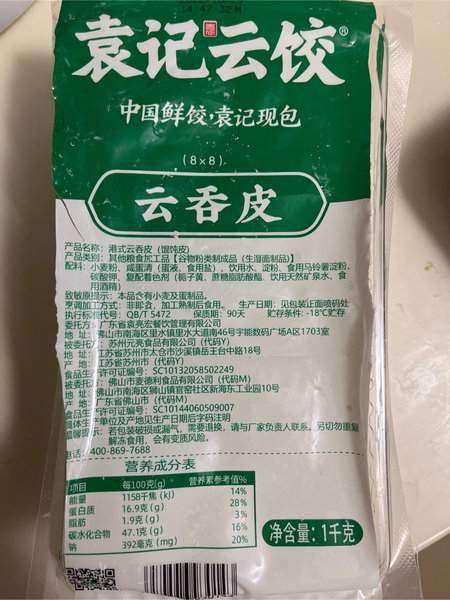 14:47:32
袁记云饺®
中国鲜饺,袁记现包
(8×8)
云吞皮
产品名称：港式云吞皮（馄饨皮）
产品类别：其他粮食加工品【谷物粉类制成品（生湿面制品）】
配料：小麦粉、咸蛋清（蛋液、食用盐）、饮用水、淀粉、食用马铃薯淀粉、
碳酸钾、复配着色剂（栀子黄、蔗糖脂肪酸酯、饮用天然矿泉水、食
用酒精）
致敏原提示：本品含有小麦及蛋制品。
烹调加工方式：非即食，加工熟制后食用。 生产日期：见包装正面喷码处
执行标准代号：QB/T 5472 保质期：90天 贮存条件：-18℃贮存
委托方：广东省袁亮宏餐饮管理有限公司
地 址：佛山市南海区里水镇里水大道南46号宇能数码广场A区1703室
被委托方：苏州元亮食品有限公司（代码Y）
地 址：江苏省苏州市太仓市沙溪镇岳王台中路18号
产 地：江苏省苏州市（代码Y）
食品生产许可证编号：SC10132058502249
被委托方：佛山市麦德利食品有限公司（代码M）
地 址：佛山市南海区狮山镇官窑社区新海东工业园10号
产 地：广东省佛山市（代码M）
食品生产许可证编号：SC10144060509007
具体生产单位及产地见生产日期后字码注明
温馨提示：若包装破损或漏气，需要退换，请与厂家负责人联系，另切勿重复
解冻食用，会有变质风险。
电话：400-869-7688
营养成分表
项目 每100克(g) 营养素参考值%
能量 1158千焦(kJ) 14%
蛋白质 16.9克(g) 28%
脂肪 1.9克(g) 3%
碳水化合物 47.1克(g) 16%
钠 392毫克(mg) 20%
净含量：1千克